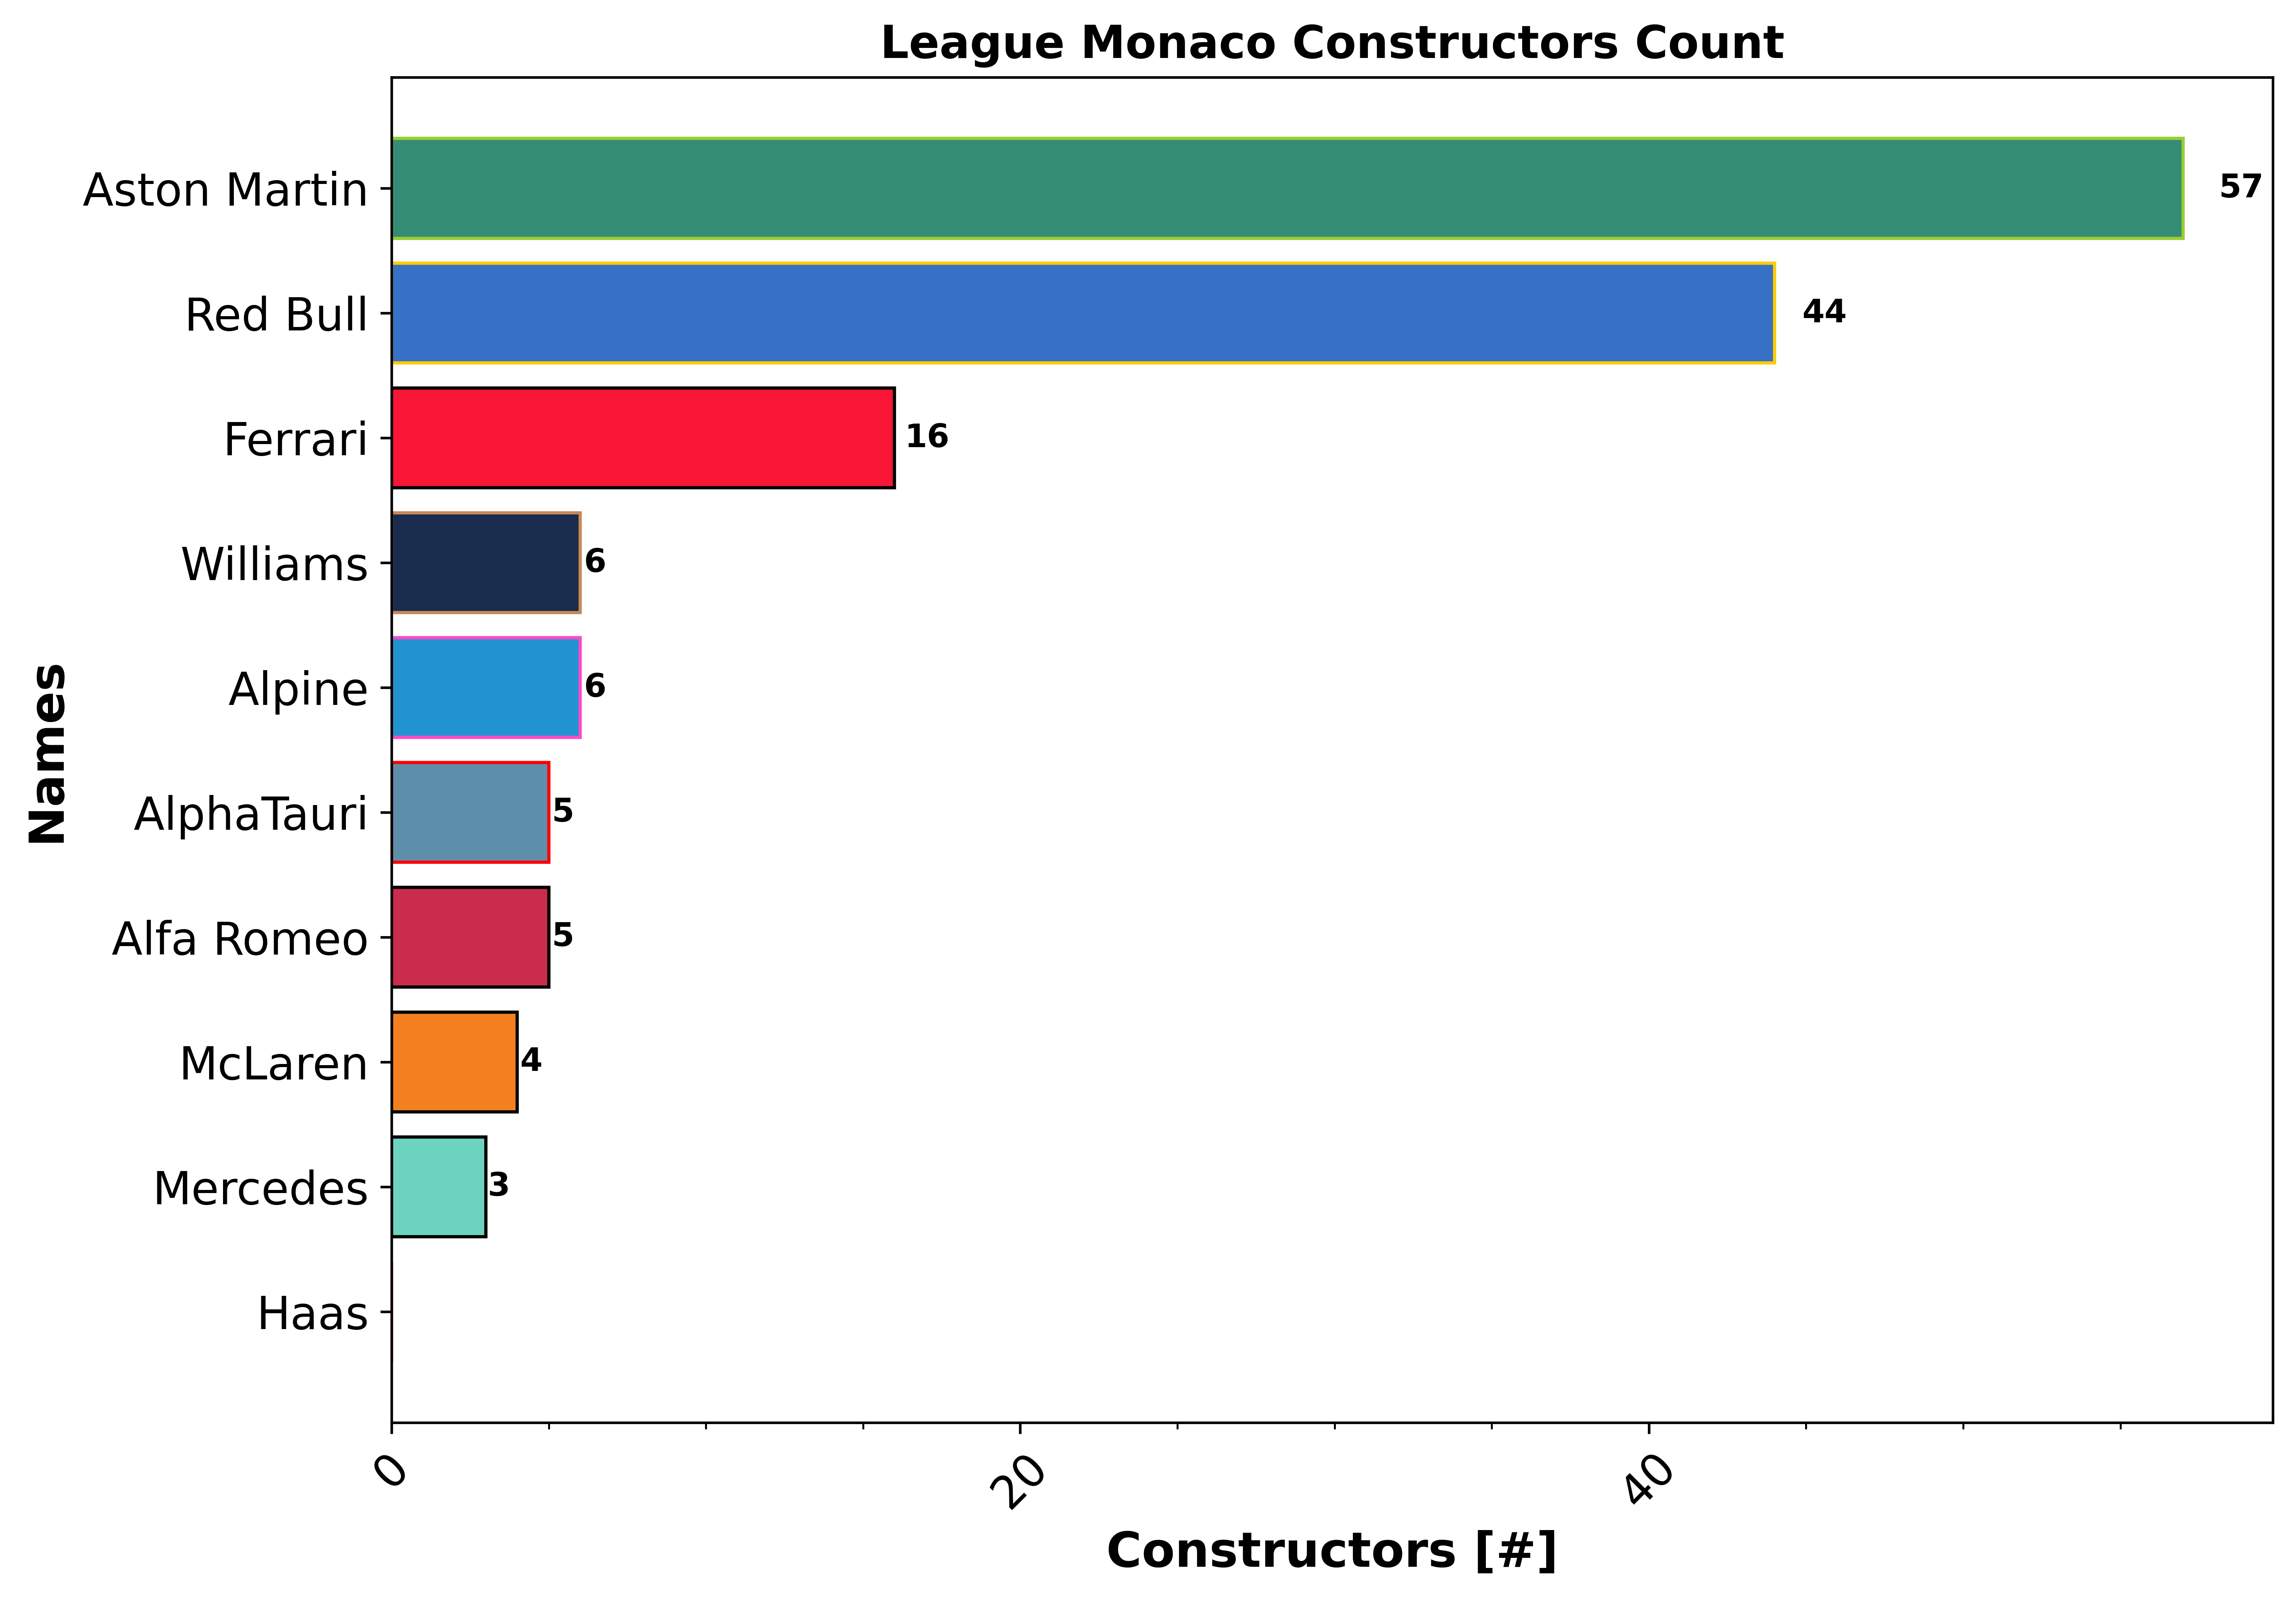 League Monaco Constructors Count
Aston Martin
57
Red Bull
44
Ferrari
16
Williams
6
Alpine
6
AlphaTauri
5
Alfa Romeo
5
McLaren
4
Mercedes
3
Haas
Names
0
20
40
Constructors [#]